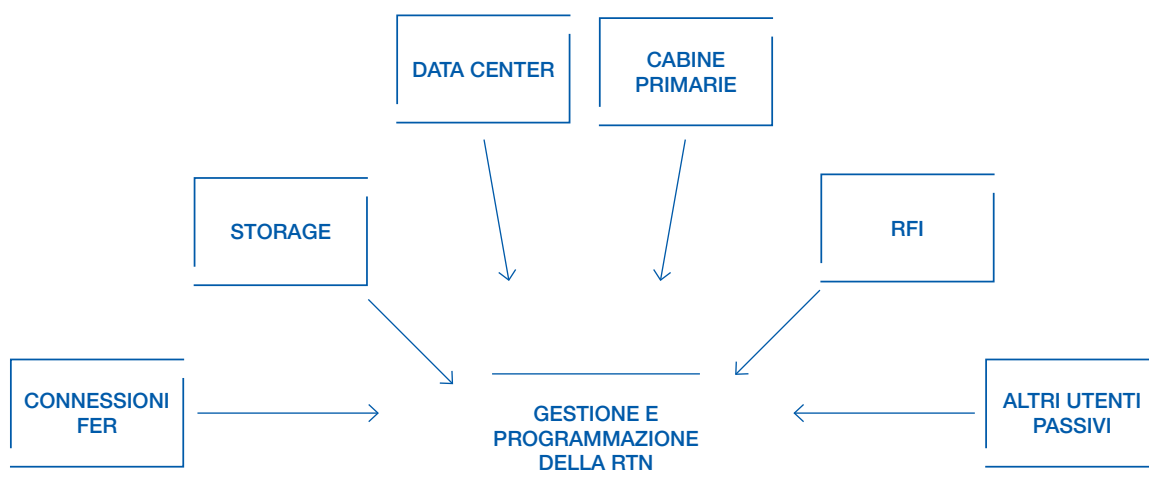 DATA CENTER
CABINE
PRIMARIE
STORAGE
RFI
CONNESSIONI
FER
GESTIONE E
PROGRAMMAZIONE
DELLA RTN
ALTRI UTENTI
PASSIVI